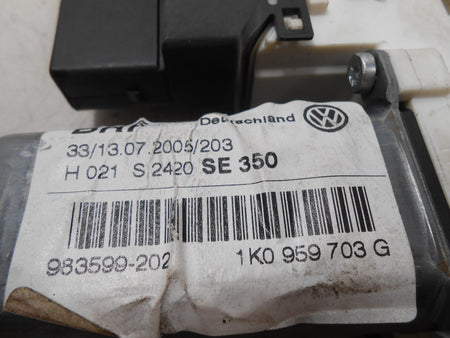 Deutschland
33/13.07.2005/203
H 021 S 2420 SE 350
983599-202 1K0 959 703 G